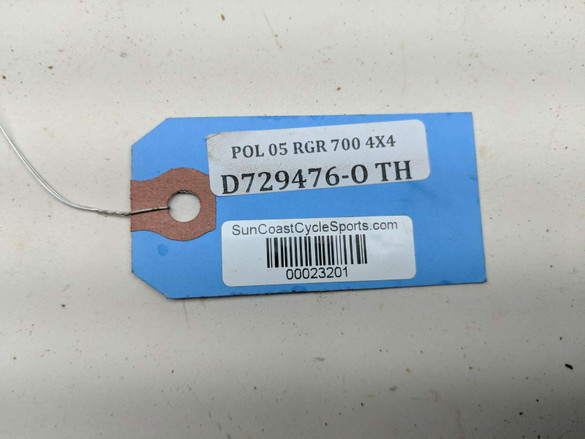 POL 05 RGR 700 4X4
D729476-O TH
SunCoastCycleSports.com
00023201